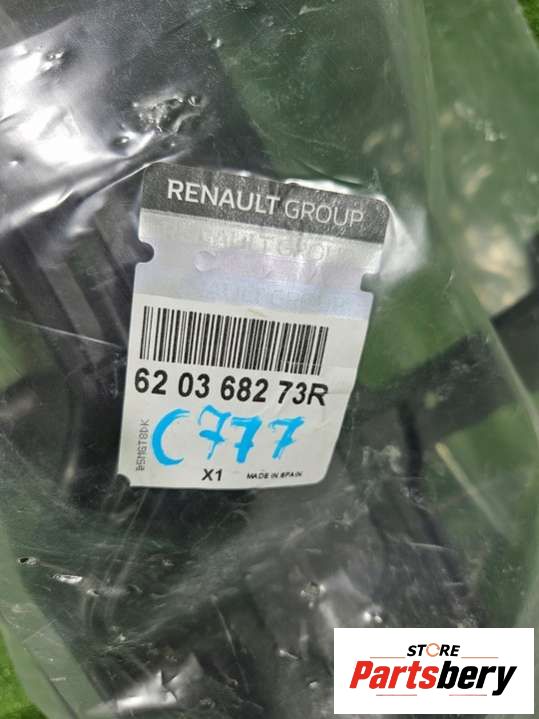 RENAULT GROUP
62 03 682 73R
C777
X1
MADE IN SPAIN
STORE
Partsbery